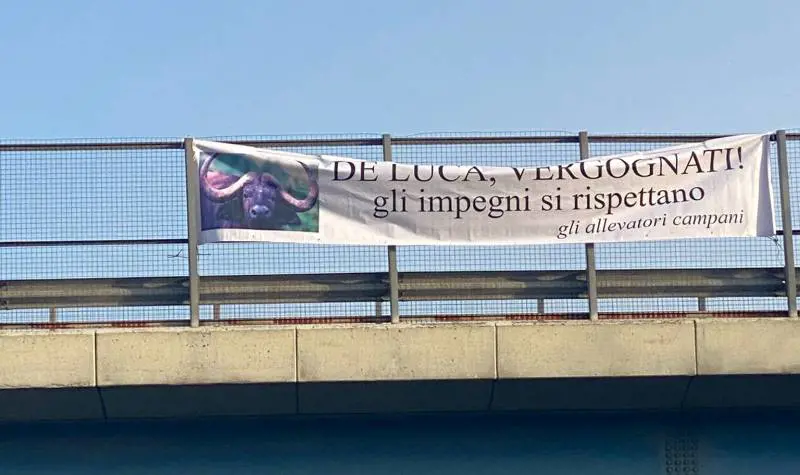 DE LUCA, VERGOGNATI!
gli impegni si rispettano
gli allevatori campani